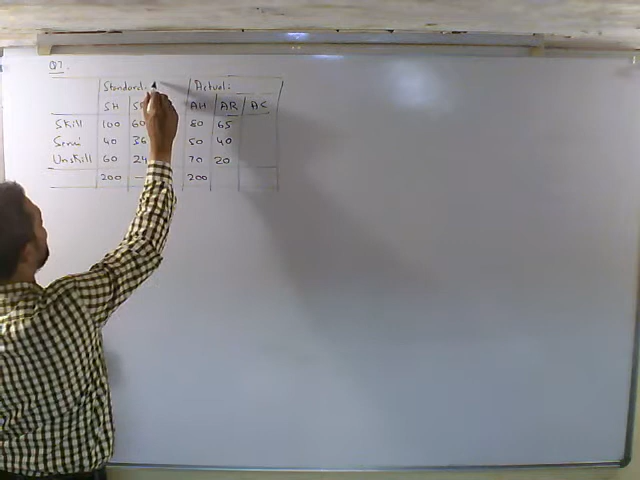 Q7.
Standard: Actual:
SH AH AR AC
Skill 100 60 80 65
Semi 40 36 50 40
Unskill 60 24 70 20
200 — 200